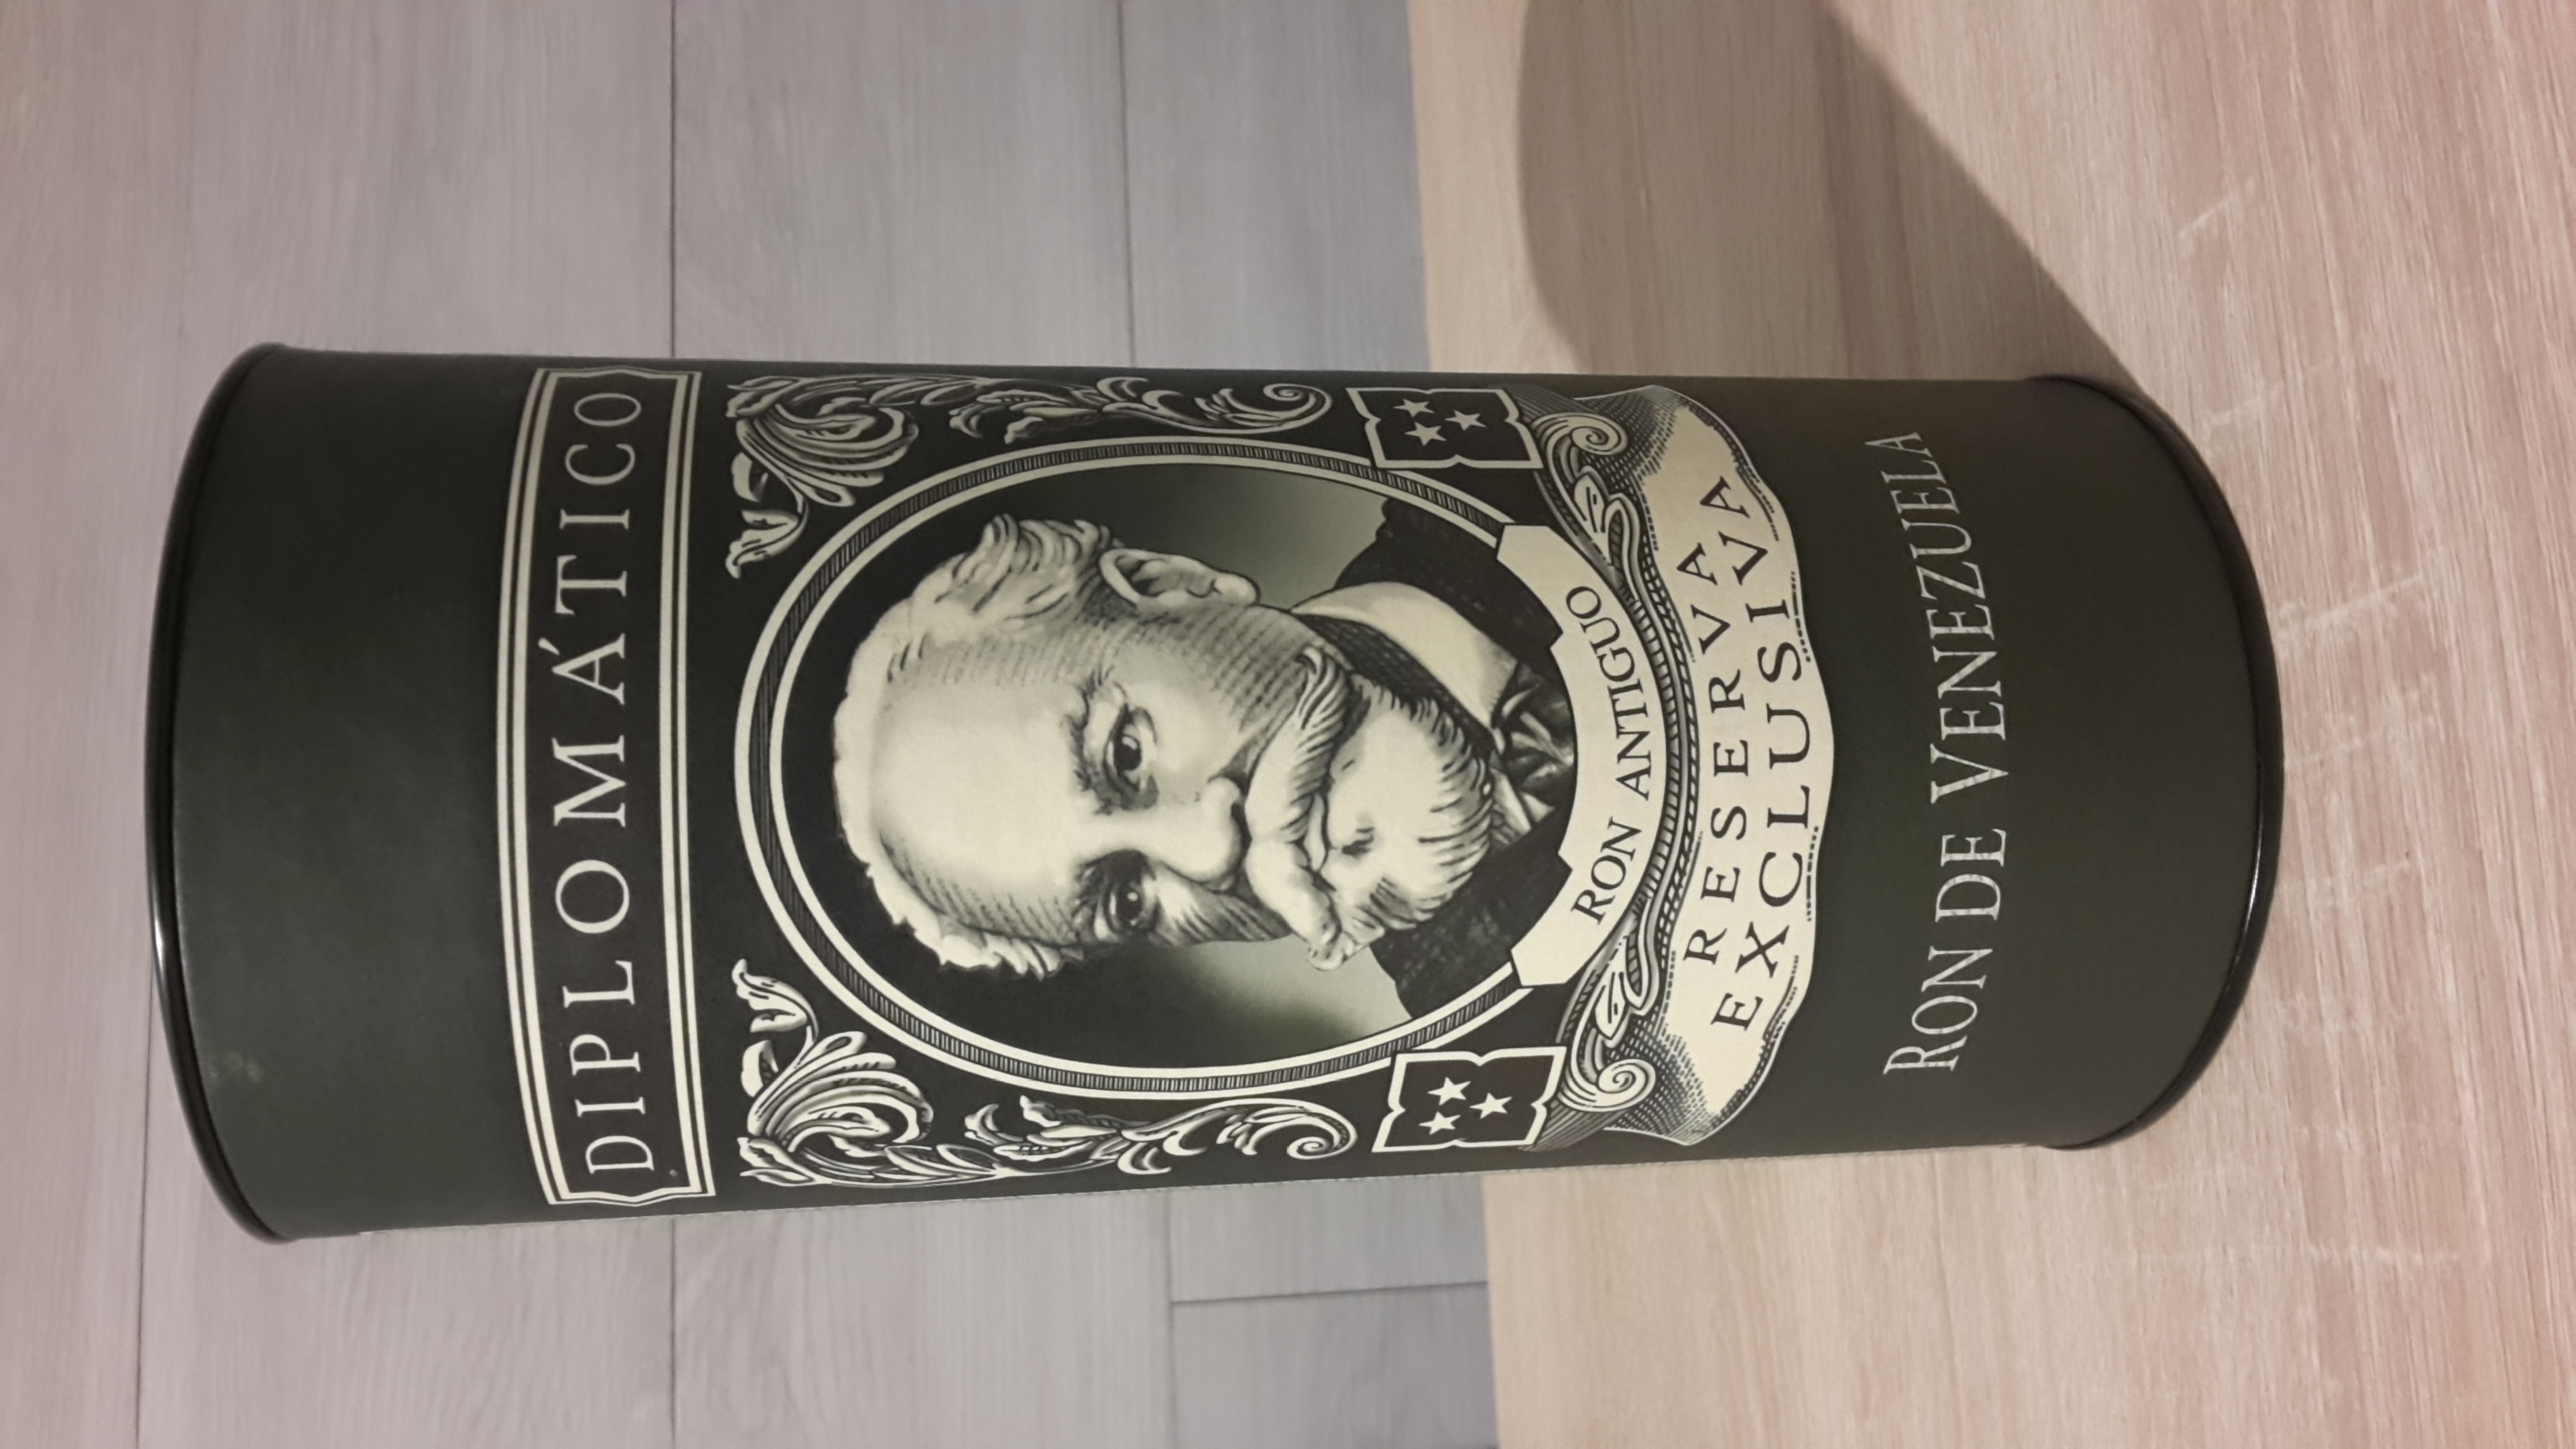 DIPLOMÁTICO
RON ANTIGUO
RESERVA
EXCLUSIVA
RON DE VENEZUELA